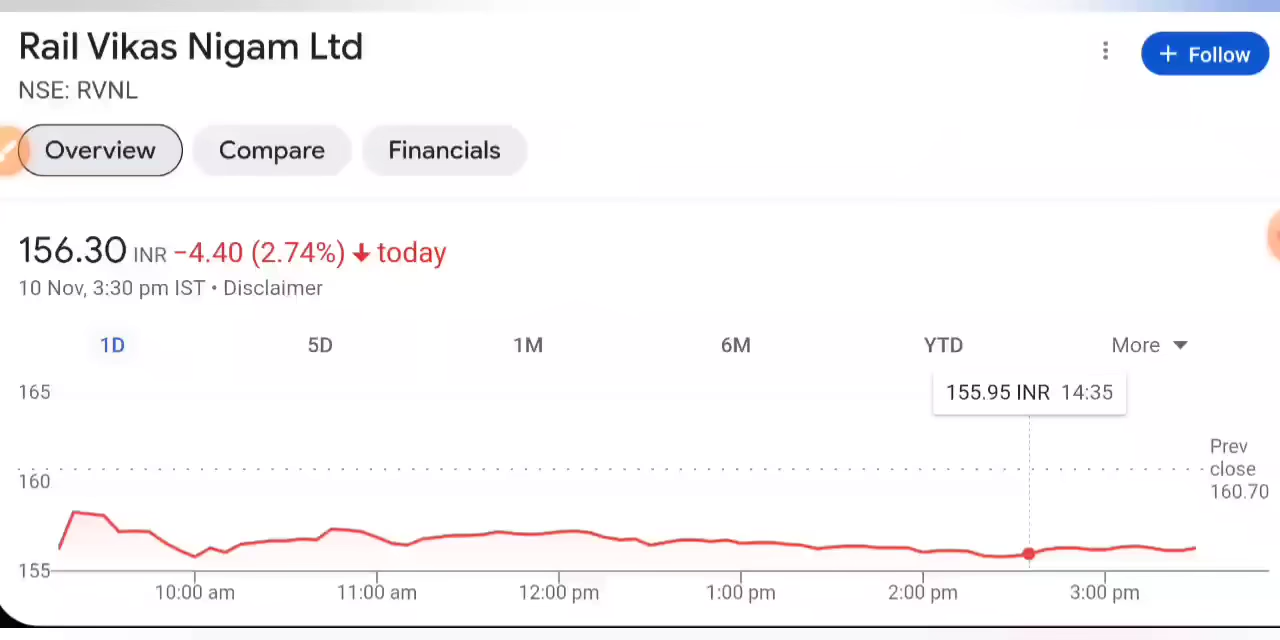 Rail Vikas Nigam Ltd
+ Follow
NSE: RVNL
Overview Compare Financials
156.30 INR −4.40 (2.74%) ↓ today
10 Nov, 3:30 pm IST • Disclaimer
1D 5D 1M 6M YTD More
155.95 INR 14:35
165
Prev
close
160.70
160
155
10:00 am 11:00 am 12:00 pm 1:00 pm 2:00 pm 3:00 pm